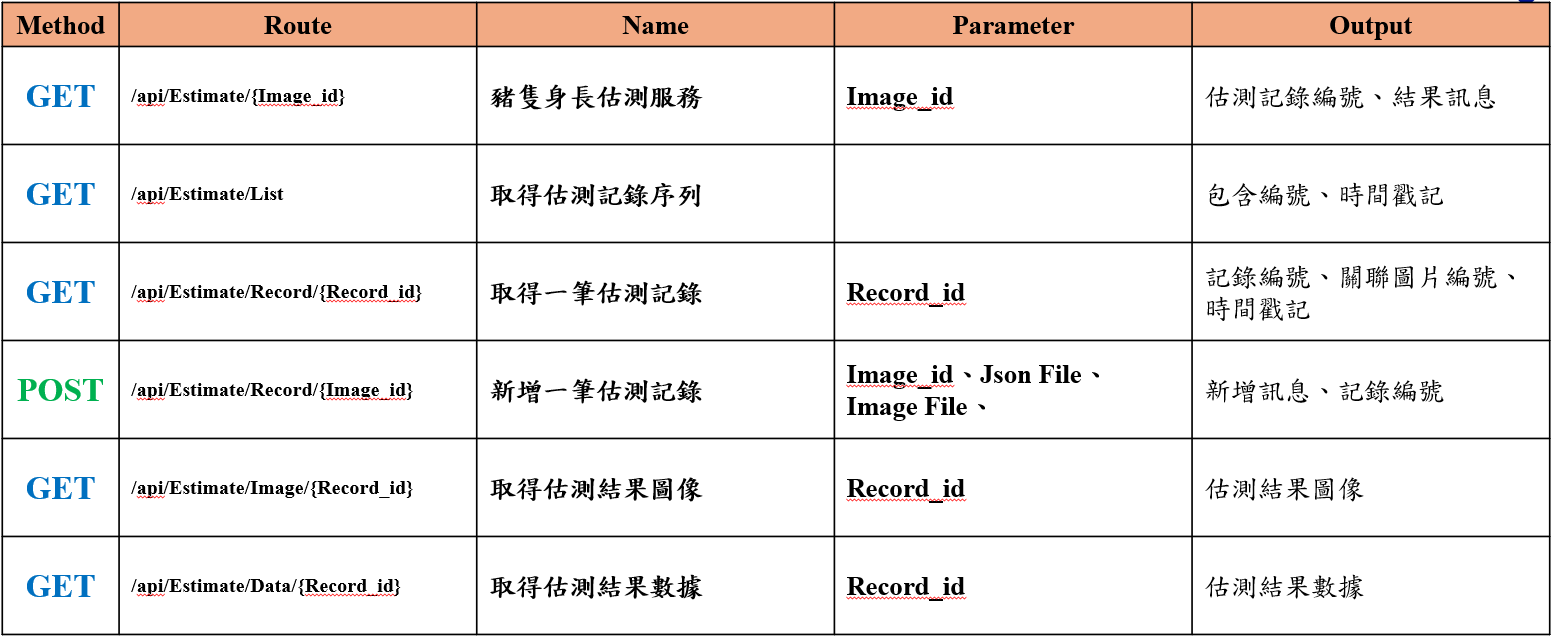 Method Route Name Parameter Output
GET /api/Estimate/{Image_id} 豬隻身長估測服務 Image_id 估測記錄編號、結果訊息
GET /api/Estimate/List 取得估測記錄序列 包含編號、時間戳記
GET /api/Estimate/Record/{Record_id} 取得一筆估測記錄 Record_id 記錄編號、關聯圖片編號、
時間戳記
POST /api/Estimate/Record/{Image_id} 新增一筆估測記錄 Image_id、Json File、
Image File、 新增訊息、記錄編號
GET /api/Estimate/Image/{Record_id} 取得估測結果圖像 Record_id 估測結果圖像
GET /api/Estimate/Data/{Record_id} 取得估測結果數據 Record_id 估測結果數據